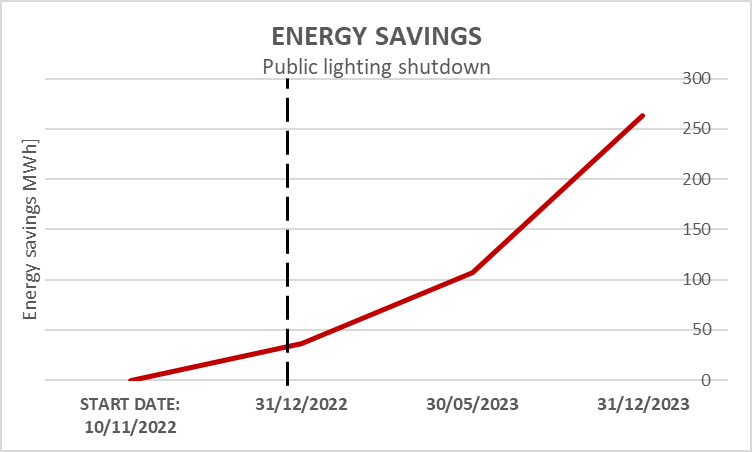 ENERGY SAVINGS
Public lighting shutdown
Energy savings MWh]
300
250
200
150
100
50
0
START DATE:
10/11/2022
31/12/2022
30/05/2023
31/12/2023